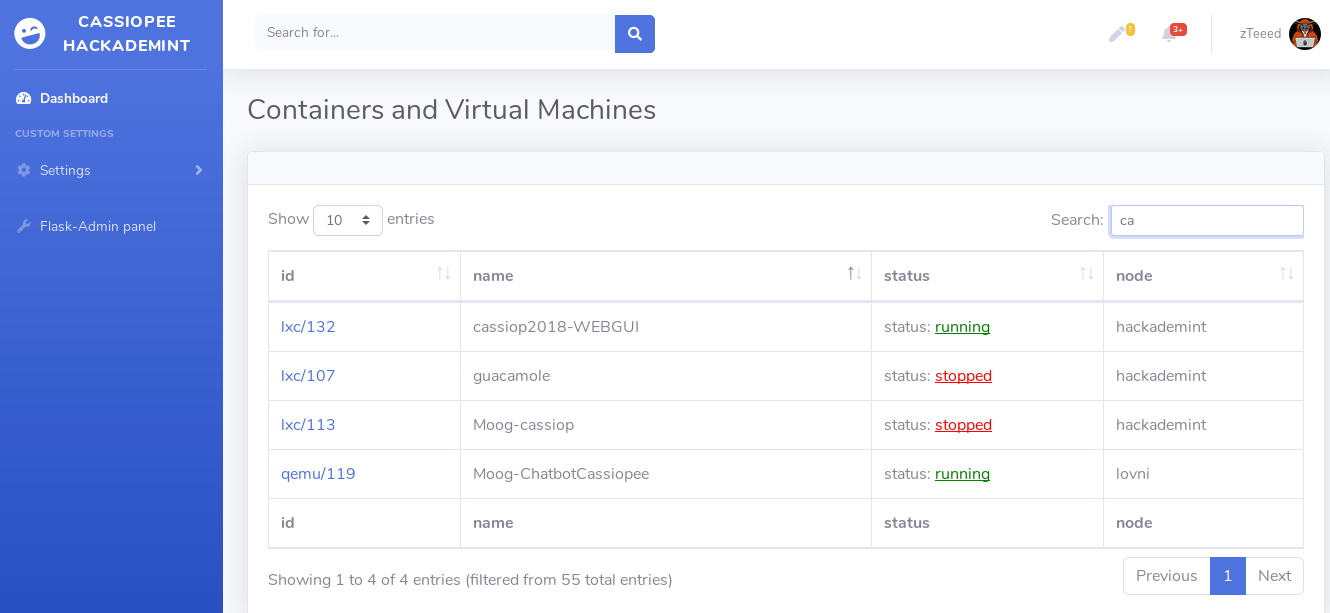 CASSIOPEE
HACKADEMINT
Search for...
!
3+
zTeeed
Dashboard
CUSTOM SETTINGS
Settings
Flask-Admin panel
Containers and Virtual Machines
Show 10 entries
Search: ca
id name status node
lxc/132 cassiop2018-WEBGUI status: running hackademint
lxc/107 guacamole status: stopped hackademint
lxc/113 Moog-cassiop status: stopped hackademint
qemu/119 Moog-ChatbotCassiopee status: running lovni
id name status node
Showing 1 to 4 of 4 entries (filtered from 55 total entries)
Previous 1 Next